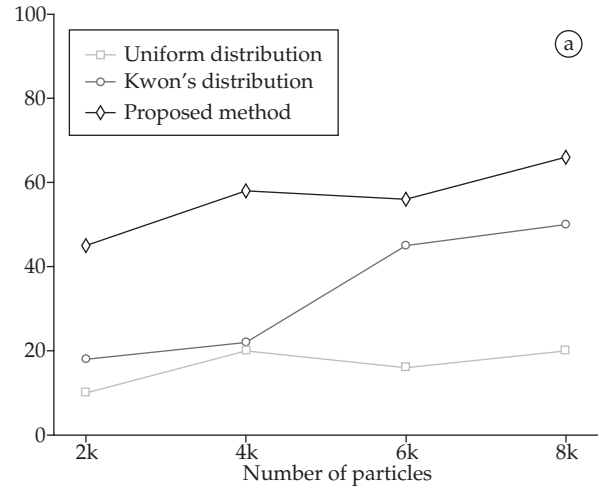 100
80
60
40
20
0
Uniform distribution
Kwon's distribution
Proposed method
a
2k 4k 6k 8k
Number of particles